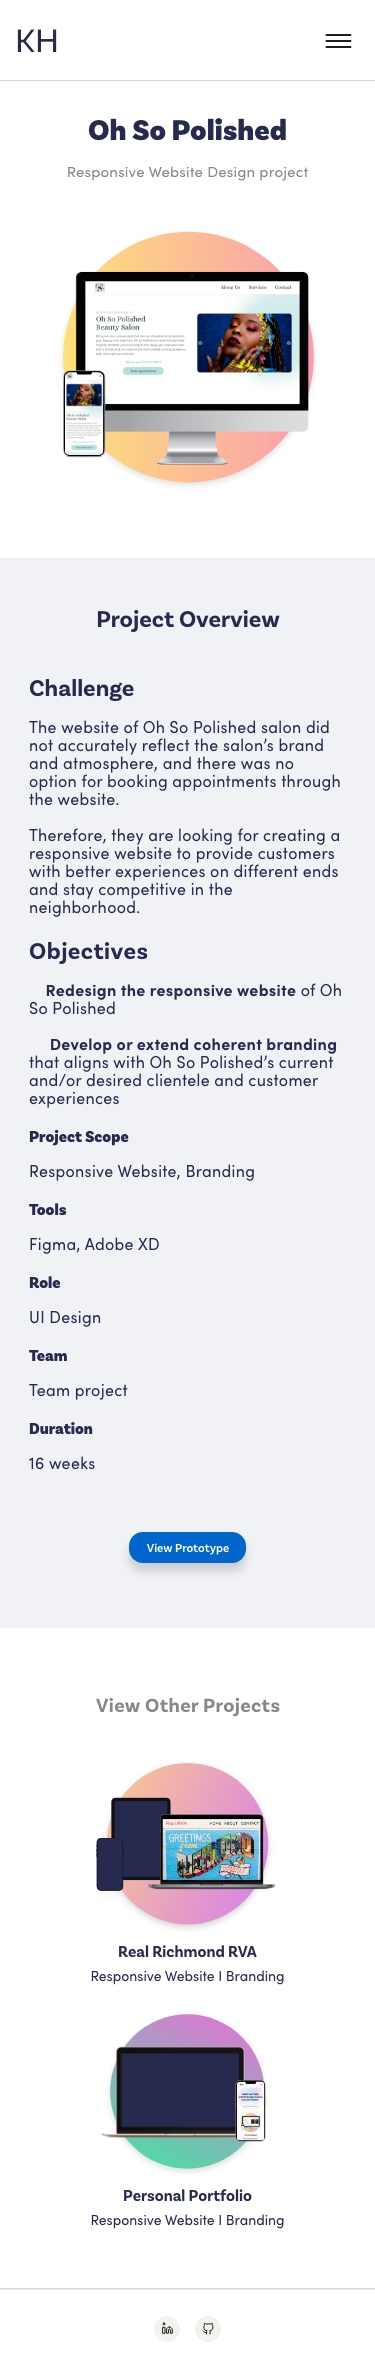 KH
Oh So Polished
Responsive Website Design project
About Us Services Contact
Oh So Polished
Beauty Salon
Project Overview
Challenge
The website of Oh So Polished salon did
not accurately reflect the salon’s brand
and atmosphere, and there was no
option for booking appointments through
the website.
Therefore, they are looking for creating a
responsive website to provide customers
with better experiences on different ends
and stay competitive in the
neighborhood.
Objectives
Redesign the responsive website of Oh
So Polished
Develop or extend coherent branding
that aligns with Oh So Polished’s current
and/or desired clientele and customer
experiences
Project Scope
Responsive Website, Branding
Tools
Figma, Adobe XD
Role
UI Design
Team
Team project
Duration
16 weeks
View Prototype
View Other Projects
Real RVA
HOME ABOUT CONTACT
GREETINGS
from
Real Richmond RVA
Responsive Website I Branding
Personal Portfolio
Responsive Website I Branding